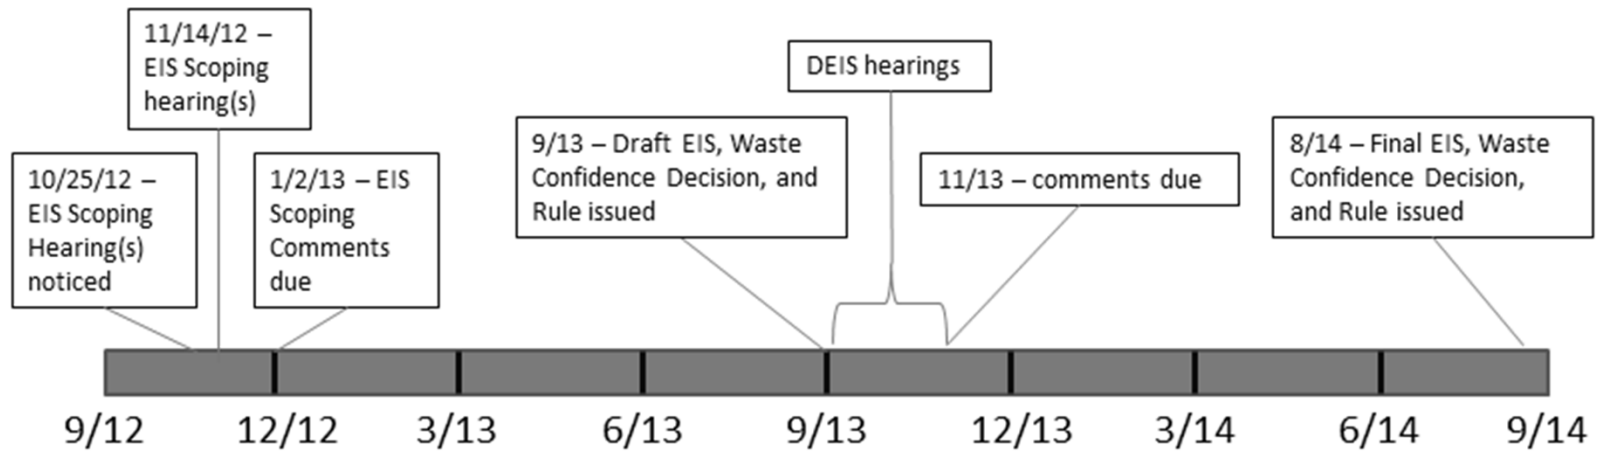 11/14/12 –
EIS Scoping
hearing(s)
10/25/12 –
EIS Scoping
Hearing(s)
noticed
1/2/13 – EIS
Scoping
Comments
due
9/13 – Draft EIS, Waste
Confidence Decision, and
Rule issued
DEIS hearings
11/13 – comments due
8/14 – Final EIS, Waste
Confidence Decision,
and Rule issued
9/12 12/12 3/13 6/13 9/13 12/13 3/14 6/14 9/14